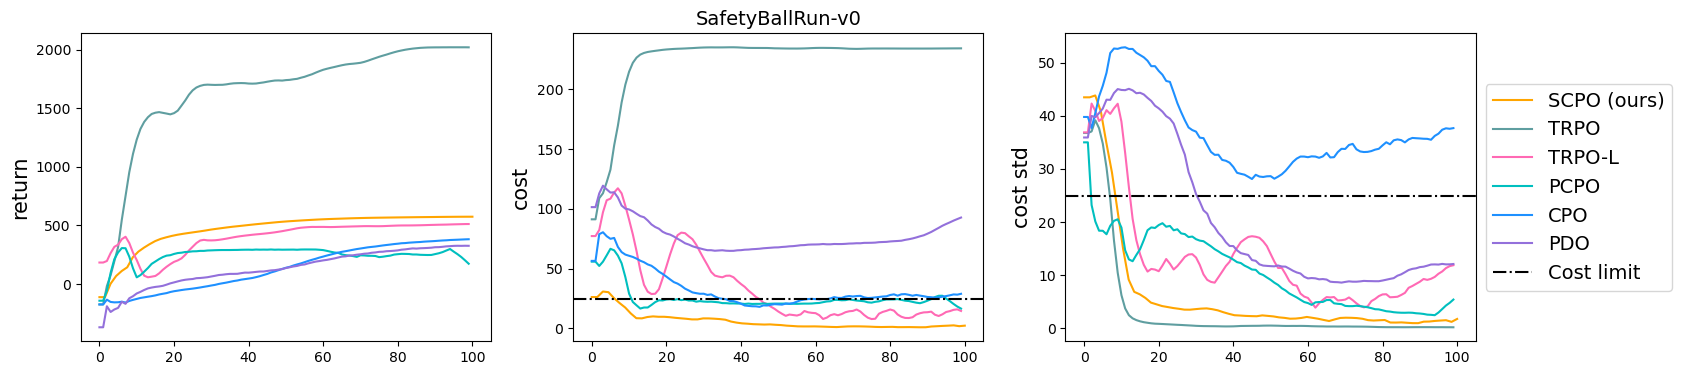 SafetyBallRun-v0
return
2000
1500
1000
500
0
0 20 40 60 80 100
cost
200
150
100
50
0
0 20 40 60 80 100
cost std
50
40
30
20
10
0
0 20 40 60 80 100
SCPO (ours)
TRPO
TRPO-L
PCPO
CPO
PDO
Cost limit